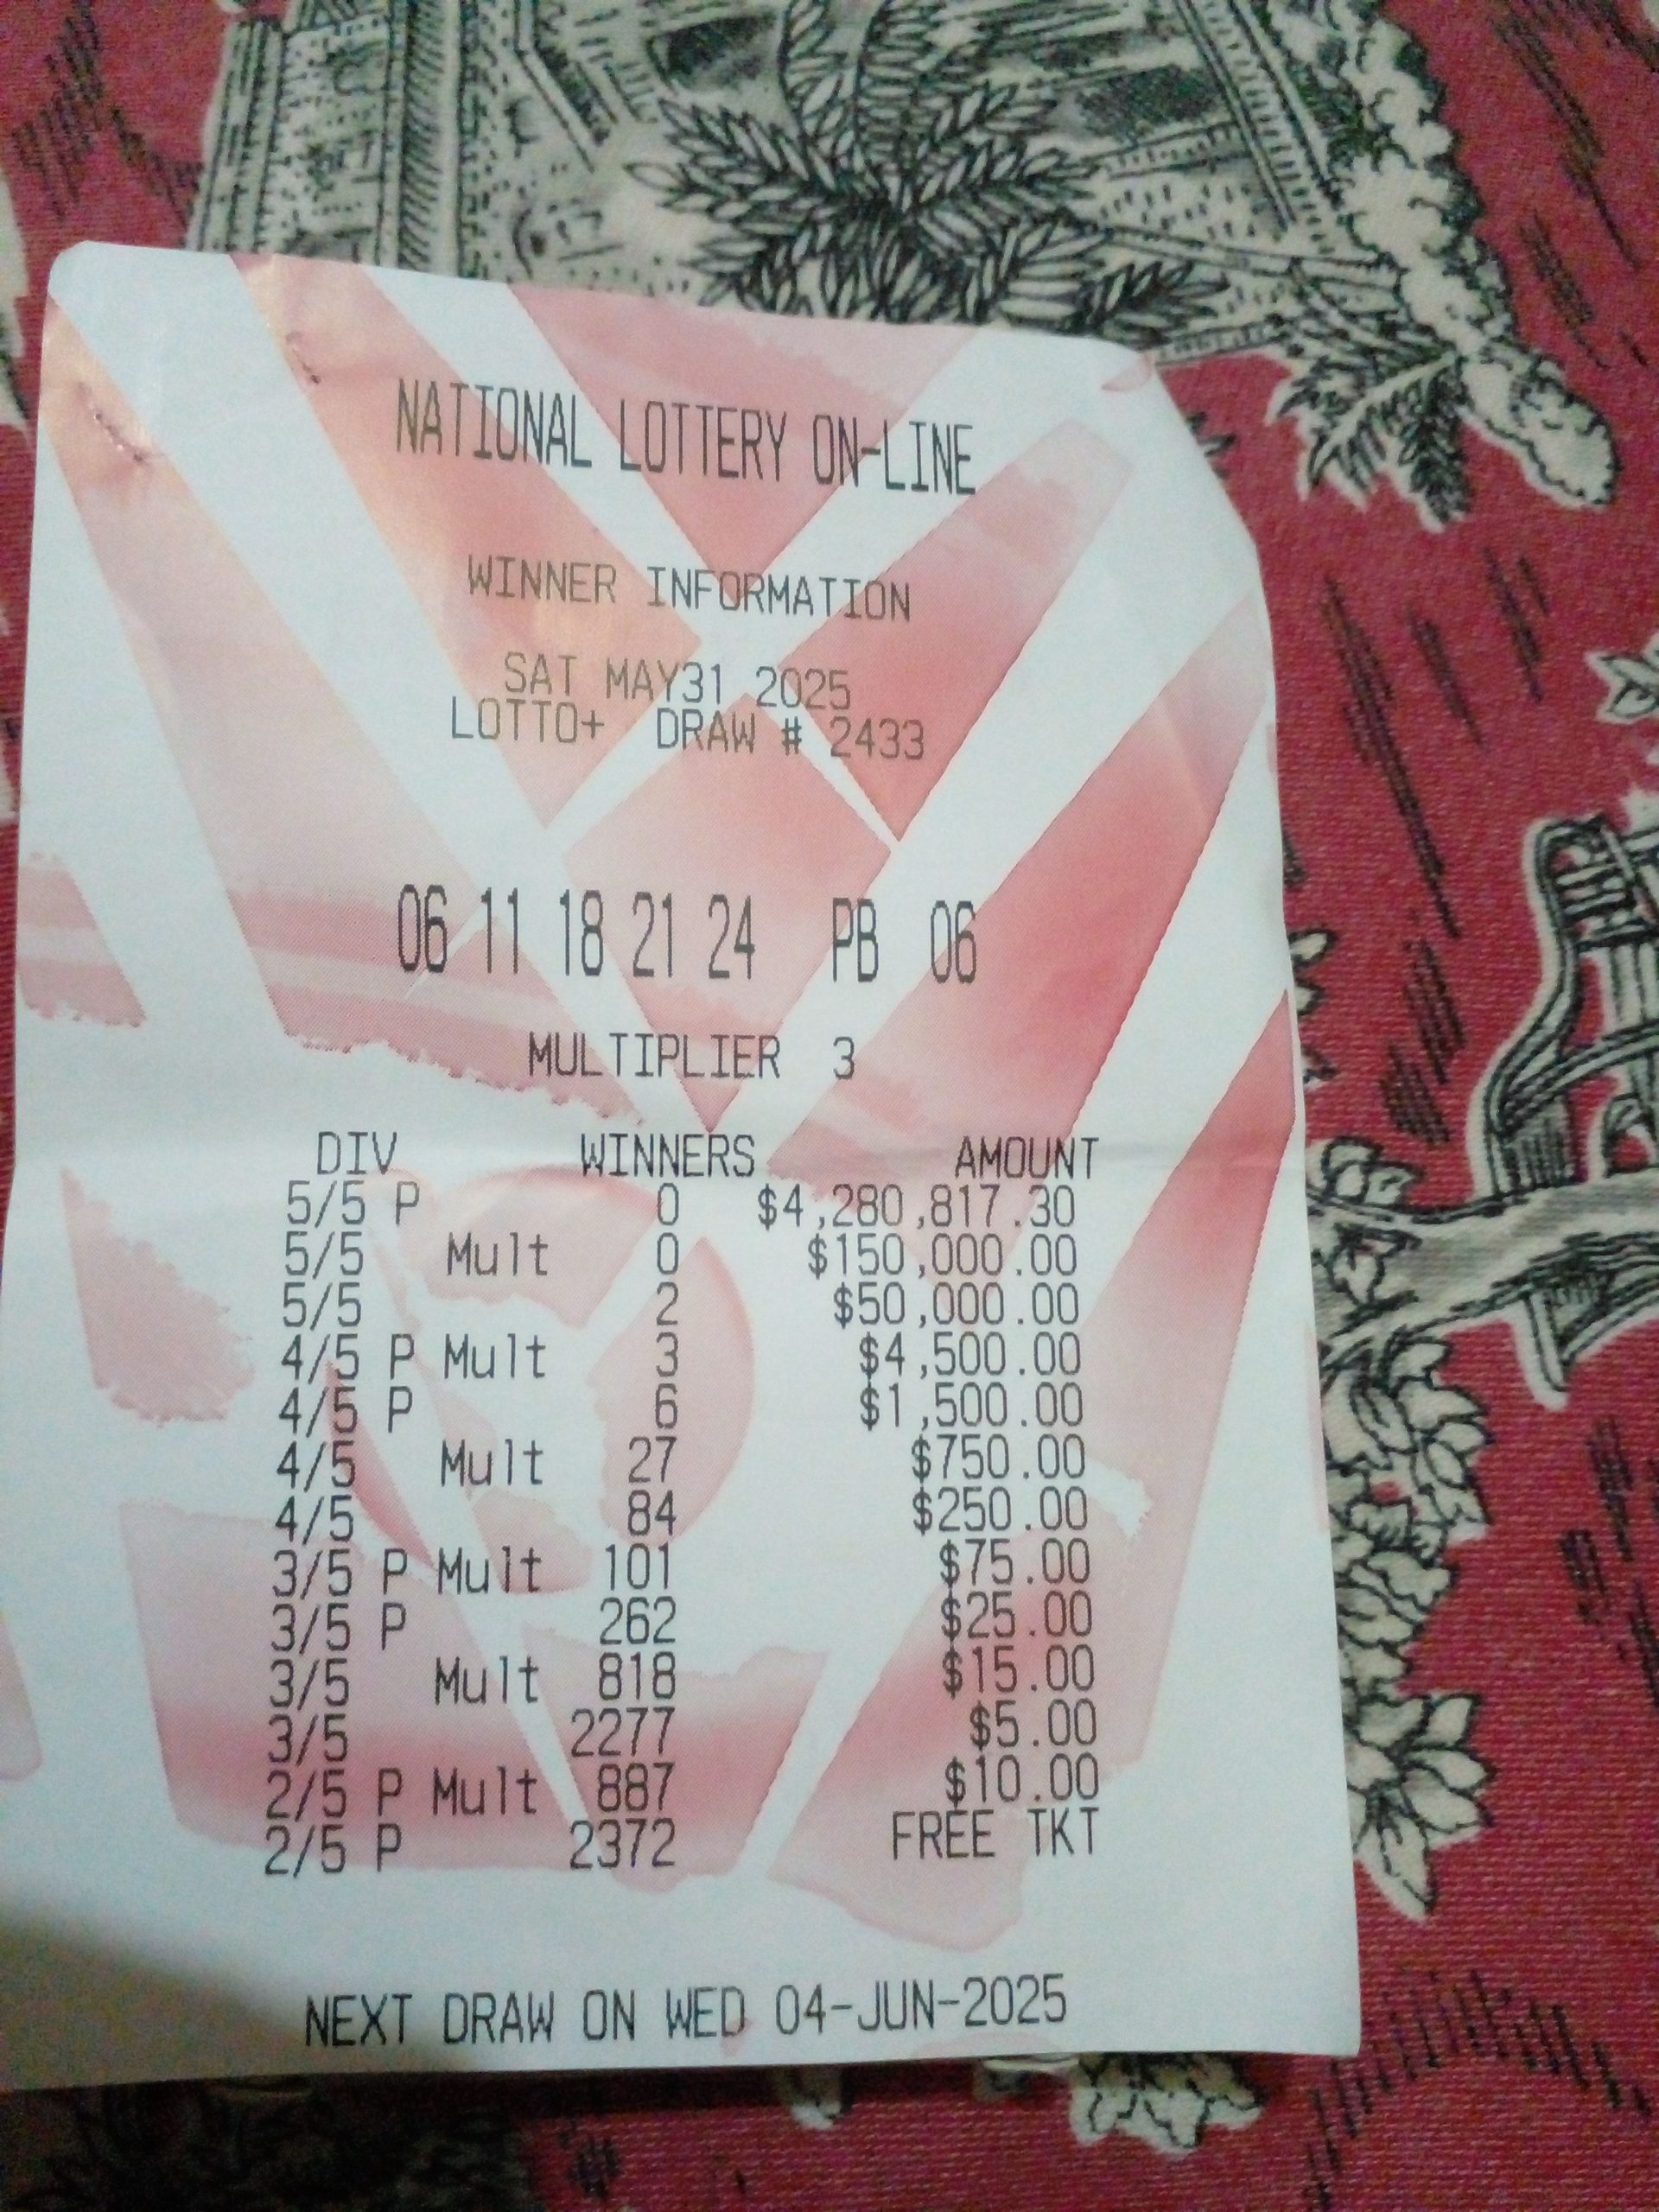 NATIONAL LOTTERY ON-LINE
WINNER INFORMATION
SAT MAY31 2025
LOTTO+ DRAW # 2433
06 11 18 21 24 PB 06
MULTIPLIER 3
DIV WINNERS AMOUNT
5/5 P 0 $4,280,817.30
5/5 Mult 0 $150,000.00
5/5 2 $50,000.00
4/5 P Mult 3 $4,500.00
4/5 P 6 $1,500.00
4/5 Mult 27 $750.00
4/5 84 $250.00
3/5 P Mult 101 $75.00
3/5 P 262 $25.00
3/5 Mult 818 $15.00
3/5 2277 $5.00
2/5 P Mult 887 $10.00
2/5 P 2372 FREE TKT
NEXT DRAW ON WED 04-JUN-2025